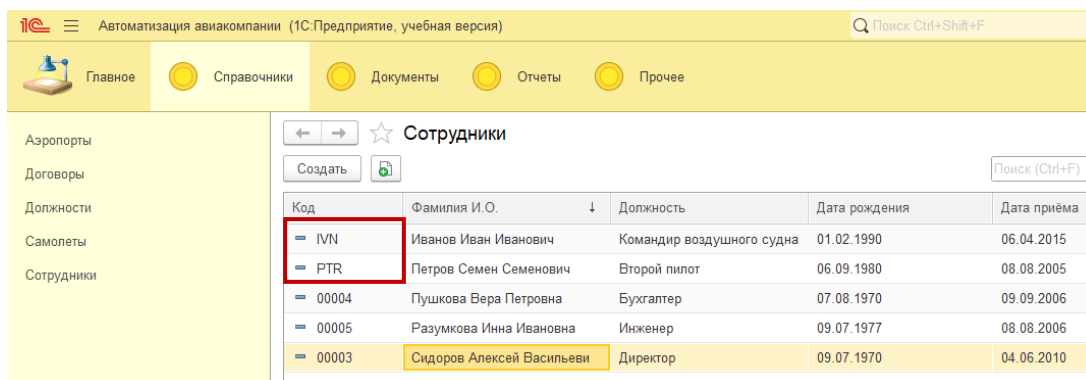 1С Автоматизация авиакомпании (1С:Предприятие, учебная версия) Поиск Ctrl+Shift+F
Главное Справочники Документы Отчеты Прочее
Аэропорты
Договоры
Должности
Самолеты
Сотрудники
Сотрудники
Создать Поиск (Ctrl+F)
Код Фамилия И.О. ↓ Должность Дата рождения Дата приёма
IVN Иванов Иван Иванович Командир воздушного судна 01.02.1990 06.04.2015
PTR Петров Семен Семенович Второй пилот 06.09.1980 08.08.2005
00004 Пушкова Вера Петровна Бухгалтер 07.08.1970 09.09.2006
00005 Разумкова Инна Ивановна Инженер 09.07.1977 08.08.2006
00003 Сидоров Алексей Васильеви Директор 09.07.1970 04.06.2010